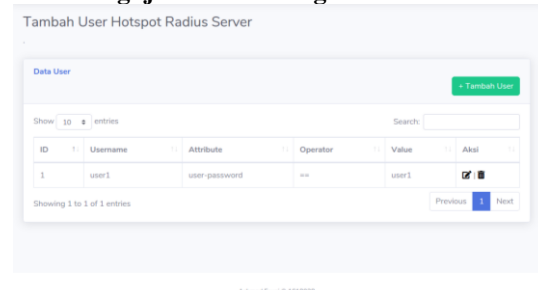 Tambah User Hotspot Radius Server
Data User
+ Tambah User
Show 10 entries
Search:
ID Username Attribute Operator Value Aksi
1 user1 user-password == user1
Showing 1 to 1 of 1 entries
Previous 1 Next